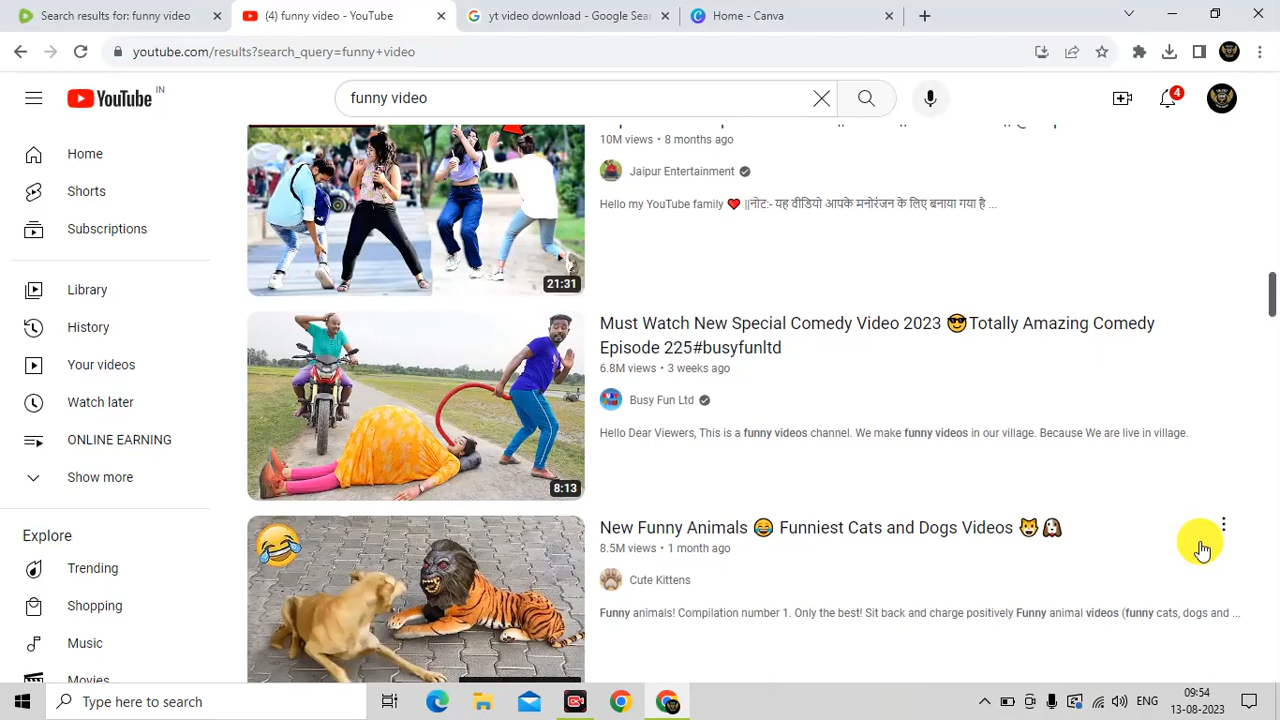 Search results for: funny video
(4) funny video - YouTube
yt video download - Google Sea
Home - Canva
youtube.com/results?search_query=funny+video
YouTube IN
funny video
4
Home
Shorts
Subscriptions
Library
History
Your videos
Watch later
ONLINE EARNING
Show more
Explore
Trending
Shopping
Music
Movies
10M views • 8 months ago
Jaipur Entertainment
Hello my YouTube family ❤️ ||नोट:- यह वीडियो आपके मनोरंजन के लिए बनाया गया है ...
21:31
Must Watch New Special Comedy Video 2023 😎Totally Amazing Comedy
Episode 225#busyfunltd
6.8M views • 3 weeks ago
Busy Fun Ltd
Hello Dear Viewers, This is a funny videos channel. We make funny videos in our village. Because We are live in village.
8:13
New Funny Animals 😂 Funniest Cats and Dogs Videos 🐱🐶
8.5M views • 1 month ago
Cute Kittens
Funny animals! Compilation number 1. Only the best! Sit back and charge positively Funny animal videos (funny cats, dogs and ...
Type here to search
ENG
09:54
13-08-2023